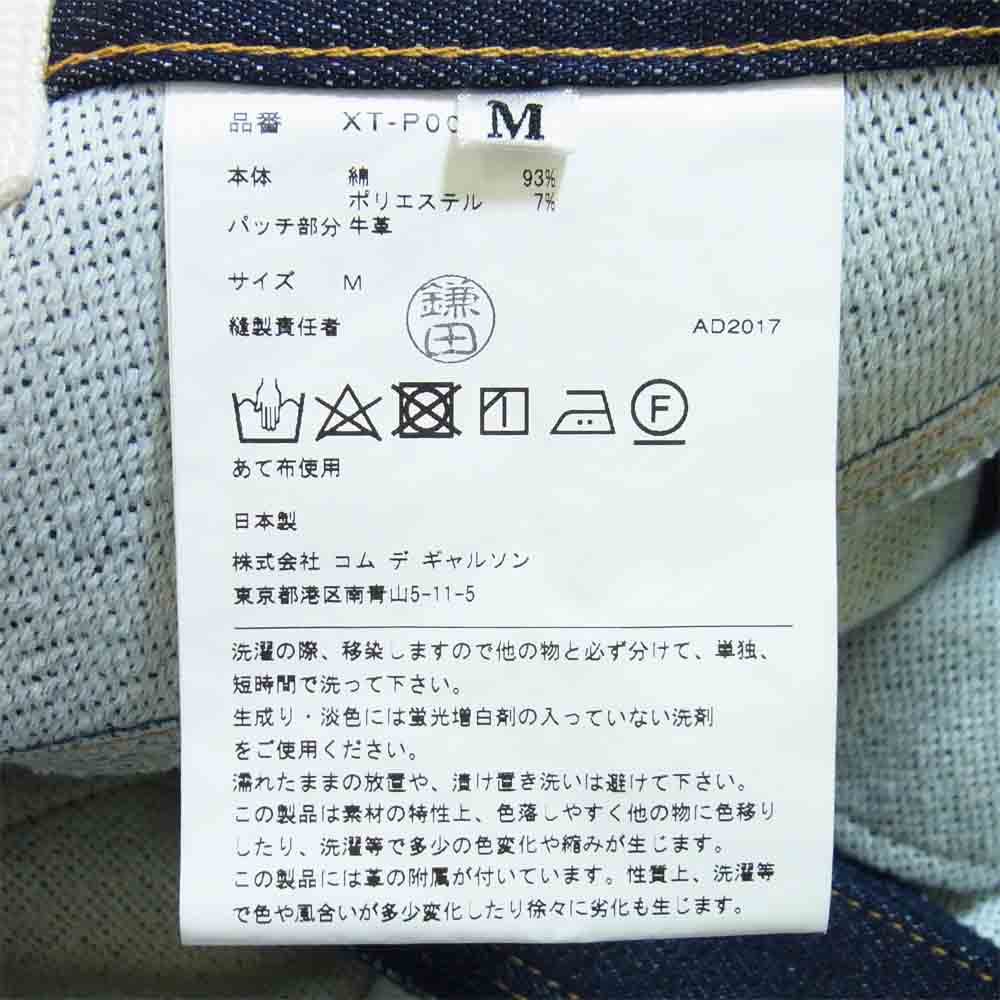 品番 XT-P00
M
本体 綿 93%
ポリエステル 7%
パッチ部分 牛革
サイズ M
鎌田
縫製責任者 AD2017
F
あて布使用
日本製
株式会社 コム デ ギャルソン
東京都港区南青山5-11-5
洗濯の際、移染しますので他の物と必ず分けて、単独、
短時間で洗って下さい。
生成り・淡色には蛍光増白剤の入っていない洗剤
をご使用ください。
濡れたままの放置や、漬け置き洗いは避けて下さい。
この製品は素材の特性上、色落しやすく他の物に色移り
したり、洗濯等で多少の色変化や縮みが生じます。
この製品には革の附属が付いています。性質上、洗濯等
で色や風合いが多少変化したり徐々に劣化も生じます。